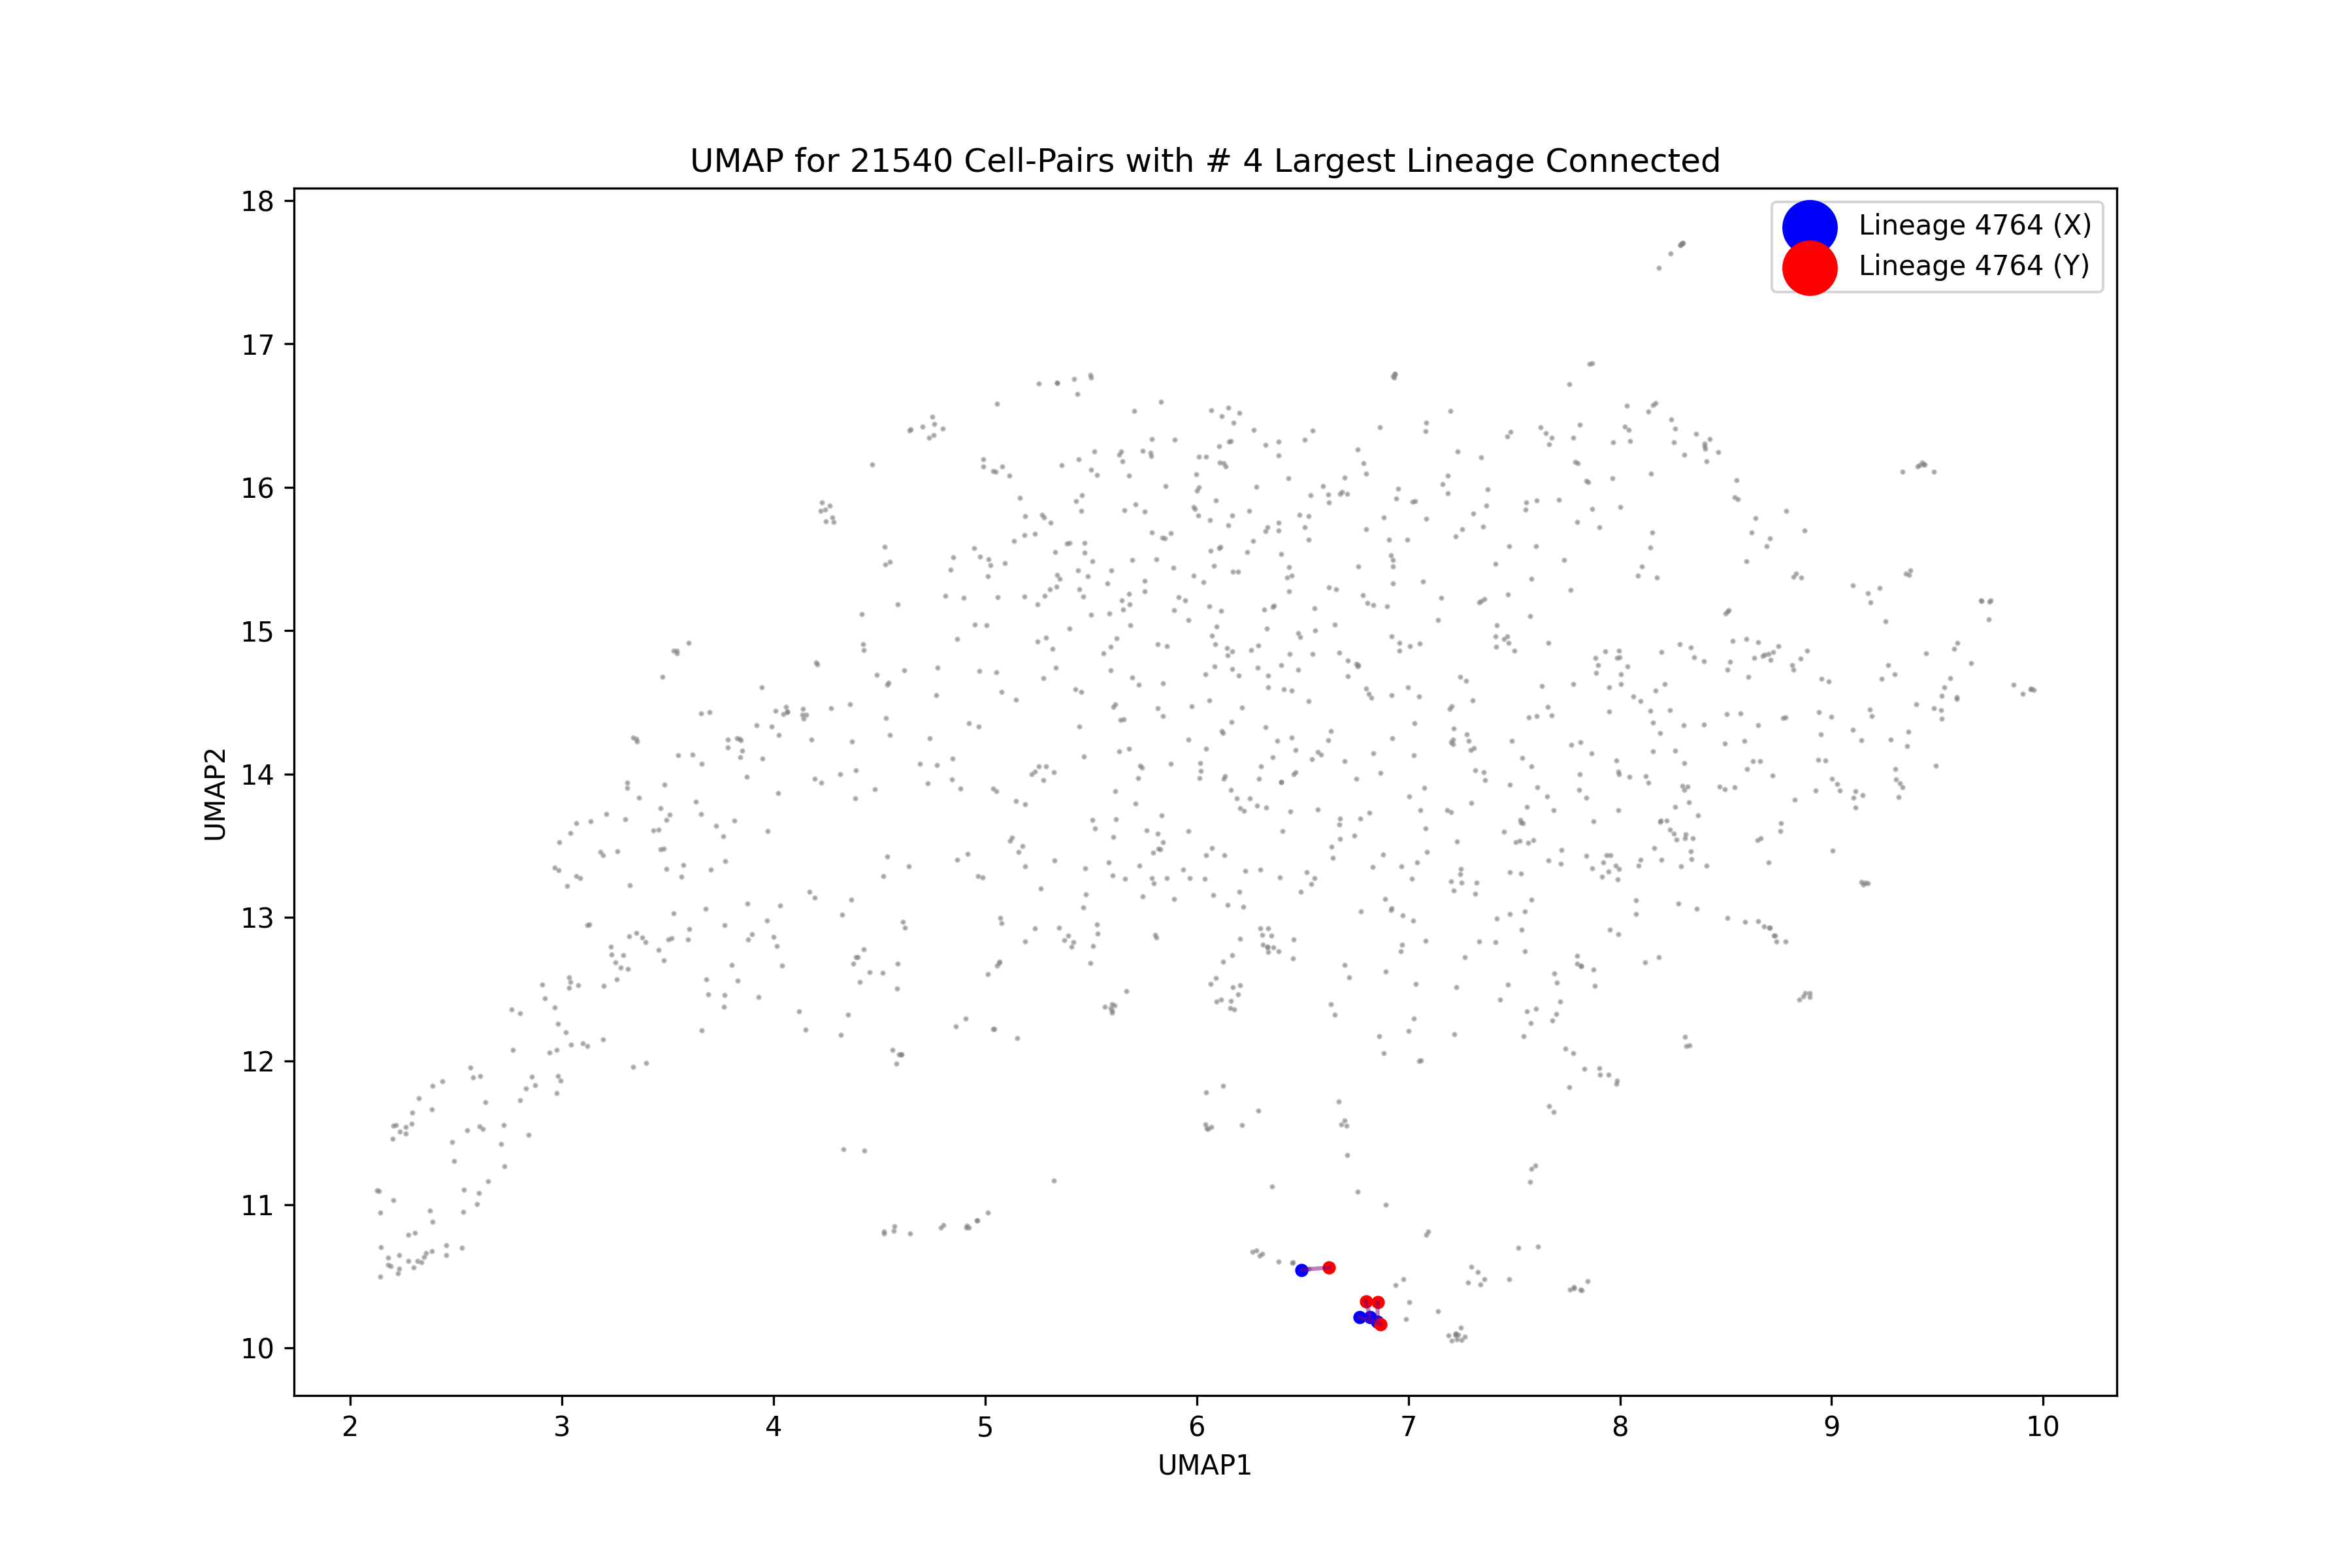 UMAP for 21540 Cell-Pairs with # 4 Largest Lineage Connected
Lineage 4764 (X)
Lineage 4764 (Y)
18
17
16
15
14
13
12
11
10
UMAP2
2 3 4 5 6 7 8 9 10
UMAP1